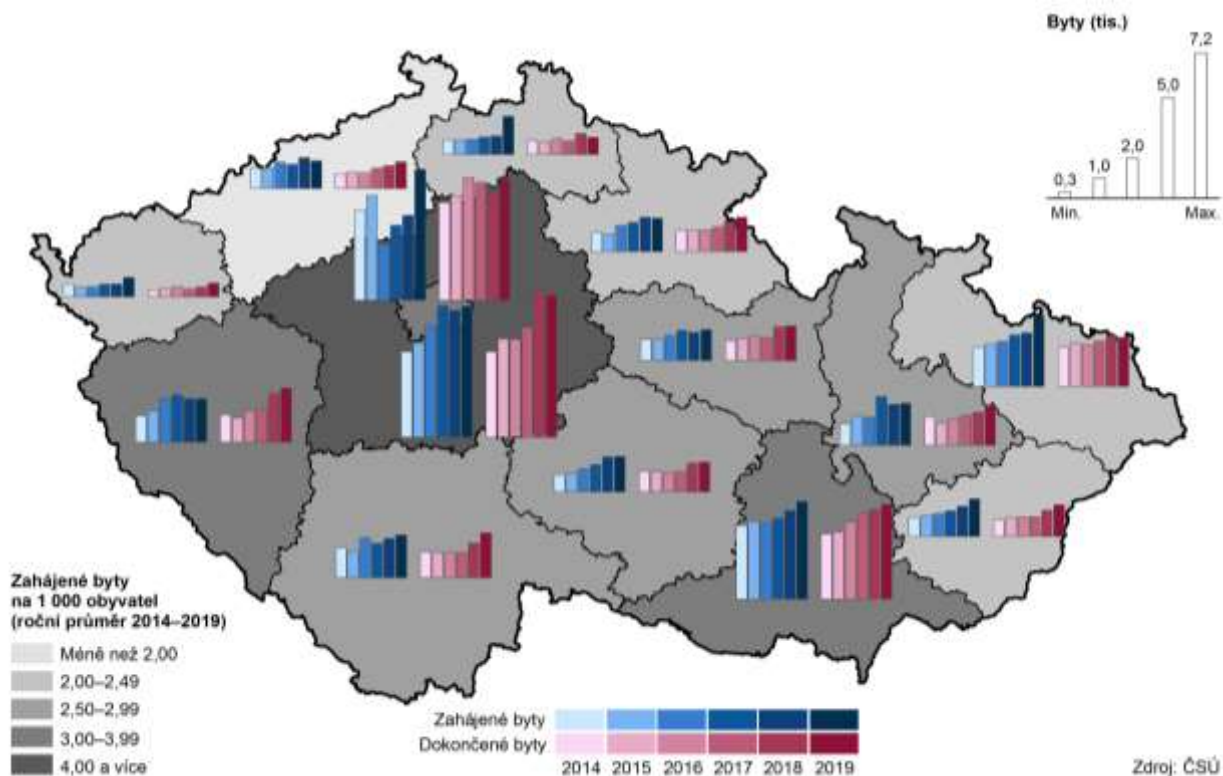 Byty (tis.)
7,2
5,0
2,0
1,0
0,3
Min.
Max.
Zahájené byty
na 1 000 obyvatel
(roční průměr 2014–2019)
Méně než 2,00
2,00–2,49
2,50–2,99
3,00–3,99
4,00 a více
Zahájené byty
Dokončené byty
2014 2015 2016 2017 2018 2019
Zdroj: ČSÚ